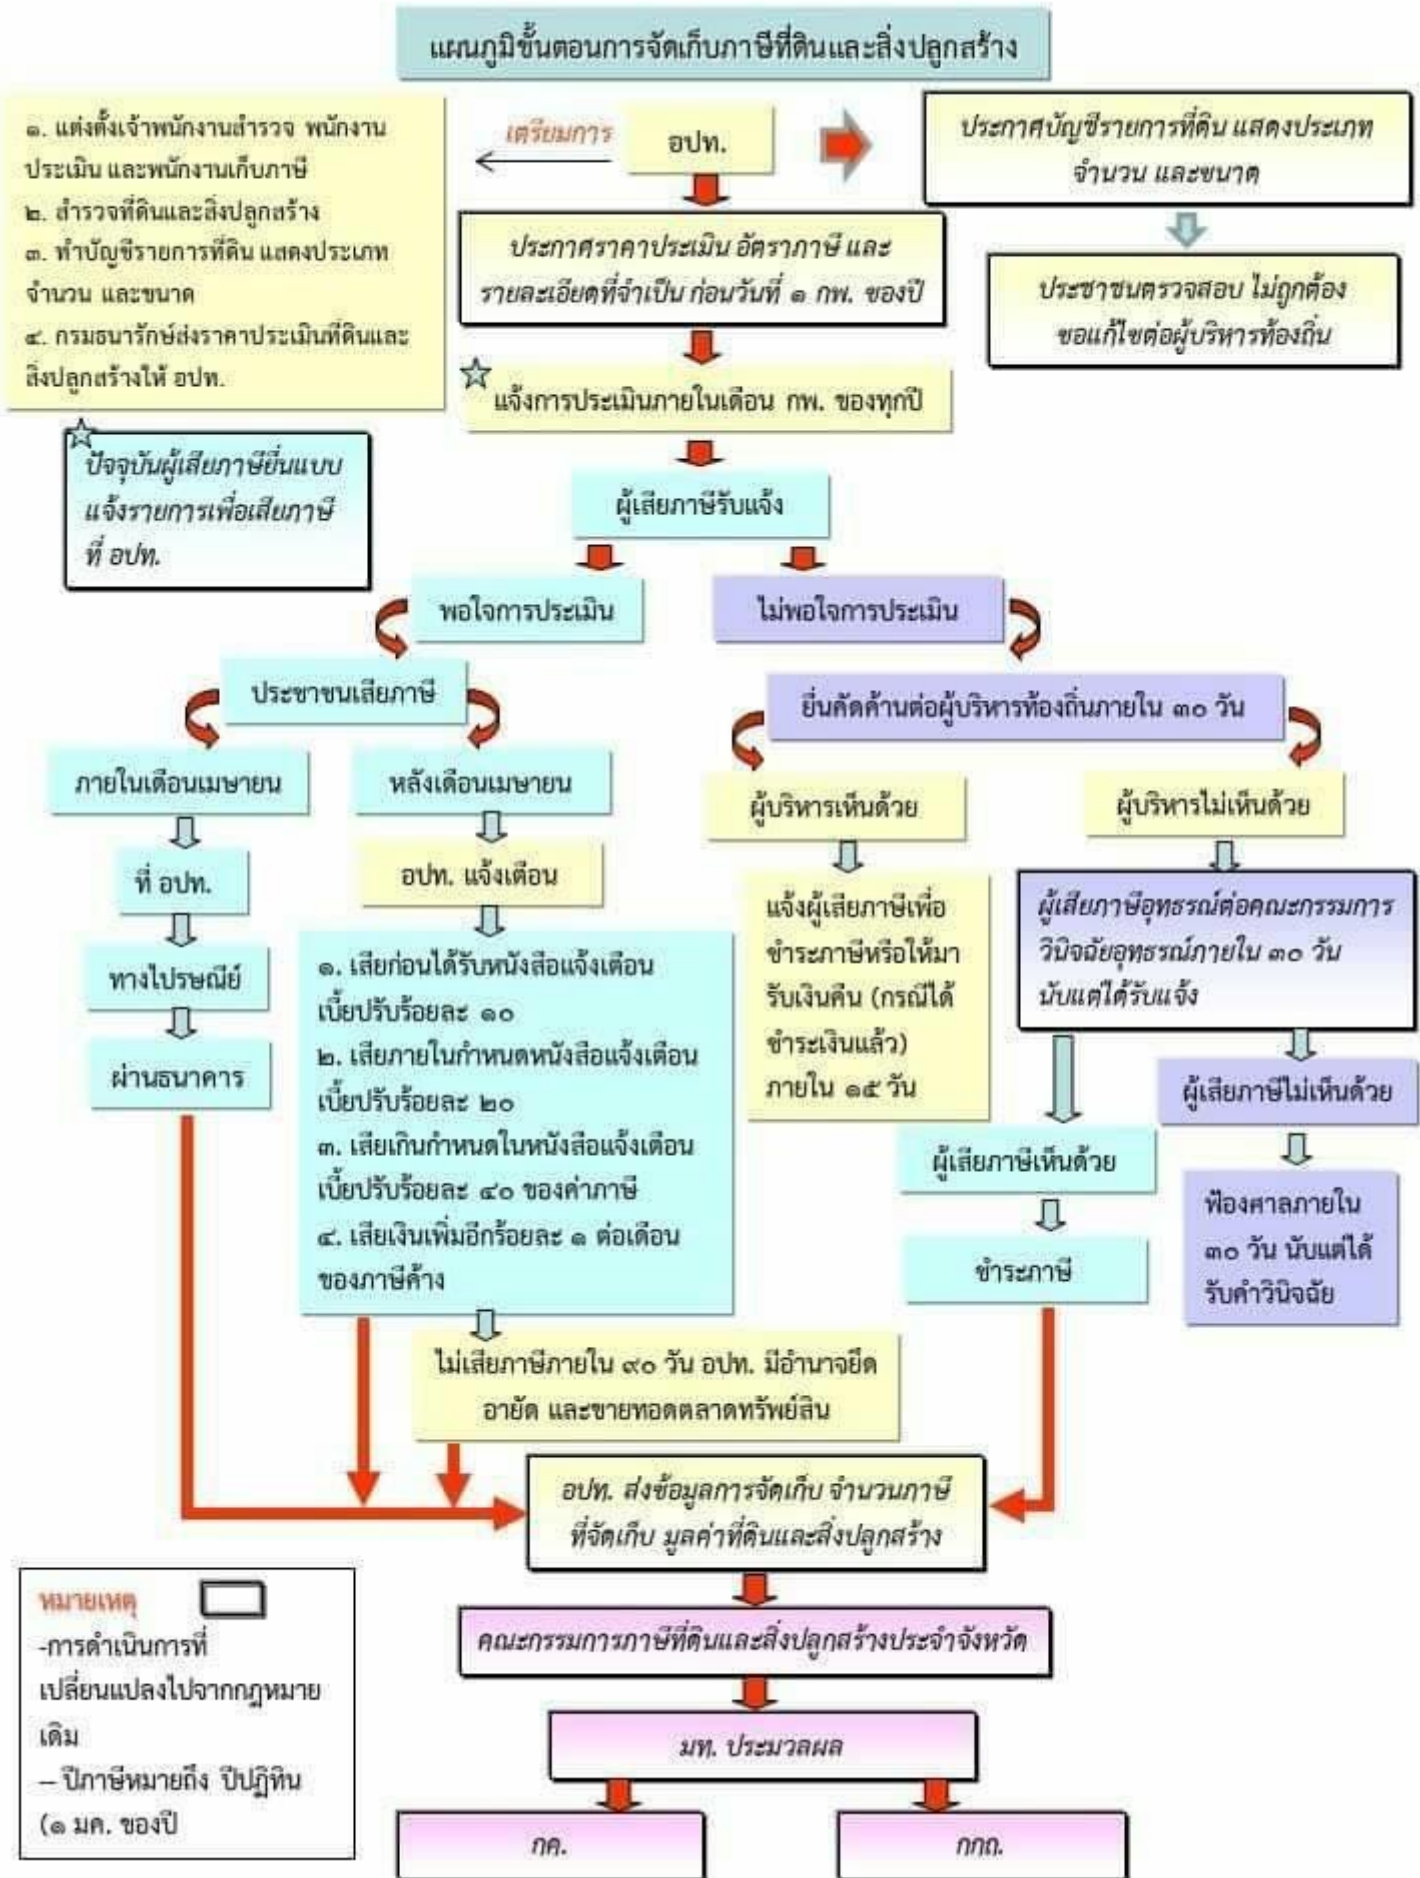 แผนภูมิขั้นตอนการจัดเก็บภาษีที่ดินและสิ่งปลูกสร้าง
๑. แต่งตั้งเจ้าพนักงานสำรวจ พนักงาน
ประเมิน และพนักงานเก็บภาษี
๒. สำรวจที่ดินและสิ่งปลูกสร้าง
๓. ทำบัญชีรายการที่ดิน แสดงประเภท
จำนวน และขนาด
๔. กรมธนารักษ์ส่งราคาประเมินที่ดินและ
สิ่งปลูกสร้างให้ อปท.
เตรียมการ
อปท.
ประกาศบัญชีรายการที่ดิน แสดงประเภท
จำนวน และขนาด
ประชาชนตรวจสอบ ไม่ถูกต้อง
ขอแก้ไขต่อผู้บริหารท้องถิ่น
ประกาศราคาประเมิน อัตราภาษี และ
รายละเอียดที่จำเป็น ก่อนวันที่ ๑ กพ. ของปี
แจ้งการประเมินภายในเดือน กพ. ของทุกปี
ปัจจุบันผู้เสียภาษียื่นแบบ
แจ้งรายการเพื่อเสียภาษี
ที่ อปท.
ผู้เสียภาษีรับแจ้ง
พอใจการประเมิน
ไม่พอใจการประเมิน
ประชาชนเสียภาษี
ยื่นคัดค้านต่อผู้บริหารท้องถิ่นภายใน ๓๐ วัน
ภายในเดือนเมษายน
หลังเดือนเมษายน
ผู้บริหารเห็นด้วย
ผู้บริหารไม่เห็นด้วย
ที่ อปท.
ทางไปรษณีย์
ผ่านธนาคาร
อปท. แจ้งเตือน
๑. เสียก่อนได้รับหนังสือแจ้งเตือน
เบี้ยปรับร้อยละ ๑๐
๒. เสียภายในกำหนดหนังสือแจ้งเตือน
เบี้ยปรับร้อยละ ๒๐
๓. เสียเกินกำหนดในหนังสือแจ้งเตือน
เบี้ยปรับร้อยละ ๔๐ ของค่าภาษี
๔. เสียเงินเพิ่มอีกร้อยละ ๑ ต่อเดือน
ของภาษีค้าง
แจ้งผู้เสียภาษีเพื่อ
ชำระภาษีหรือให้มา
รับเงินคืน (กรณีได้
ชำระเงินแล้ว)
ภายใน ๑๕ วัน
ผู้เสียภาษีอุทธรณ์ต่อคณะกรรมการ
วินิจฉัยอุทธรณ์ภายใน ๓๐ วัน
นับแต่ได้รับแจ้ง
ผู้เสียภาษีไม่เห็นด้วย
ผู้เสียภาษีเห็นด้วย
ชำระภาษี
ฟ้องศาลภายใน
๓๐ วัน นับแต่ได้
รับคำวินิจฉัย
ไม่เสียภาษีภายใน ๙๐ วัน อปท. มีอำนาจยึด
อายัด และขายทอดตลาดทรัพย์สิน
อปท. ส่งข้อมูลการจัดเก็บ จำนวนภาษี
ที่จัดเก็บ มูลค่าที่ดินและสิ่งปลูกสร้าง
คณะกรรมการภาษีที่ดินและสิ่งปลูกสร้างประจำจังหวัด
มท. ประมวลผล
กค.
กกถ.
หมายเหตุ
-การดำเนินการที่
เปลี่ยนแปลงไปจากกฎหมาย
เดิม
– ปีภาษีหมายถึง ปีปฏิทิน
(๑ มค. ของปี